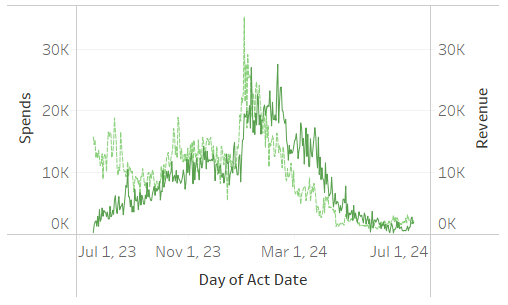 30K
20K
10K
0K
Spends
30K
20K
10K
0K
Revenue
Jul 1, 23
Nov 1, 23
Mar 1, 24
Jul 1, 24
Day of Act Date